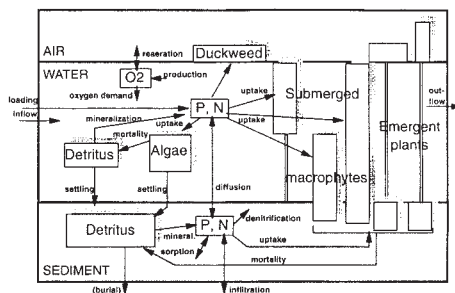 AIR
reaeration
Duckweed
WATER
O2
production
oxygen demand
loading
inflow
P, N
uptake
Submerged
out-
flow
mineralization
uptake
uptake
mortality
Emergent
plants
Detritus
Algae
macrophytes
settling
settling
diffusion
Detritus
mineral.
P, N
denitrification
sorption
uptake
mortality
SEDIMENT
(burial)
infiltration